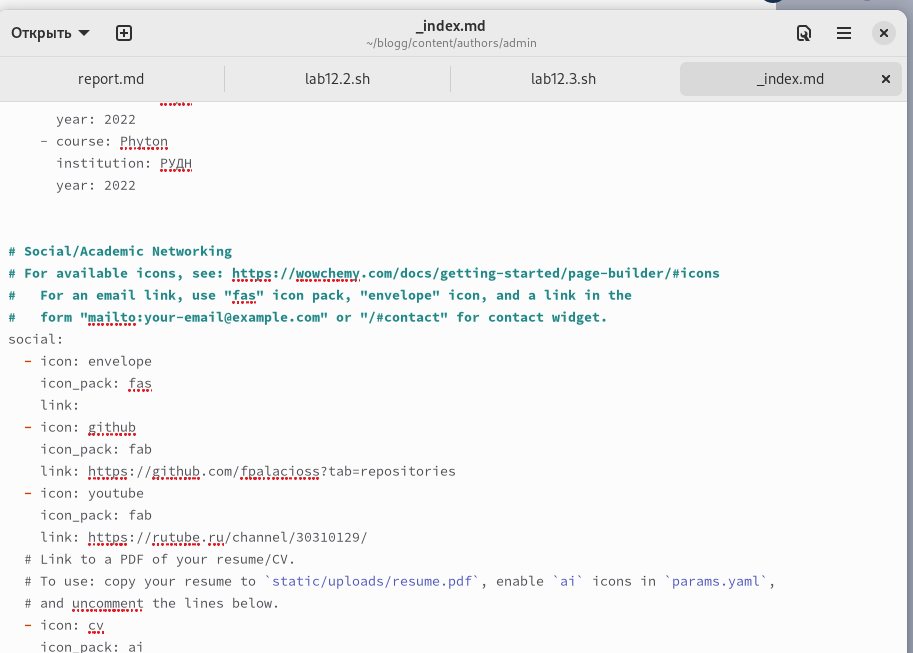 Открыть
_index.md
~/blogg/content/authors/admin
report.md
lab12.2.sh
lab12.3.sh
_index.md
year: 2022
- course: Phyton
institution: РУДН
year: 2022
# Social/Academic Networking
# For available icons, see: https://wowchemy.com/docs/getting-started/page-builder/#icons
#   For an email link, use "fas" icon pack, "envelope" icon, and a link in the
#   form "mailto:your-email@example.com" or "/#contact" for contact widget.
social:
- icon: envelope
icon_pack: fas
link:
- icon: github
icon_pack: fab
link: https://github.com/fpalacioss?tab=repositories
- icon: youtube
icon_pack: fab
link: https://rutube.ru/channel/30310129/
# Link to a PDF of your resume/CV.
# To use: copy your resume to `static/uploads/resume.pdf`, enable `ai` icons in `params.yaml`,
# and uncomment the lines below.
- icon: cv
icon_pack: ai